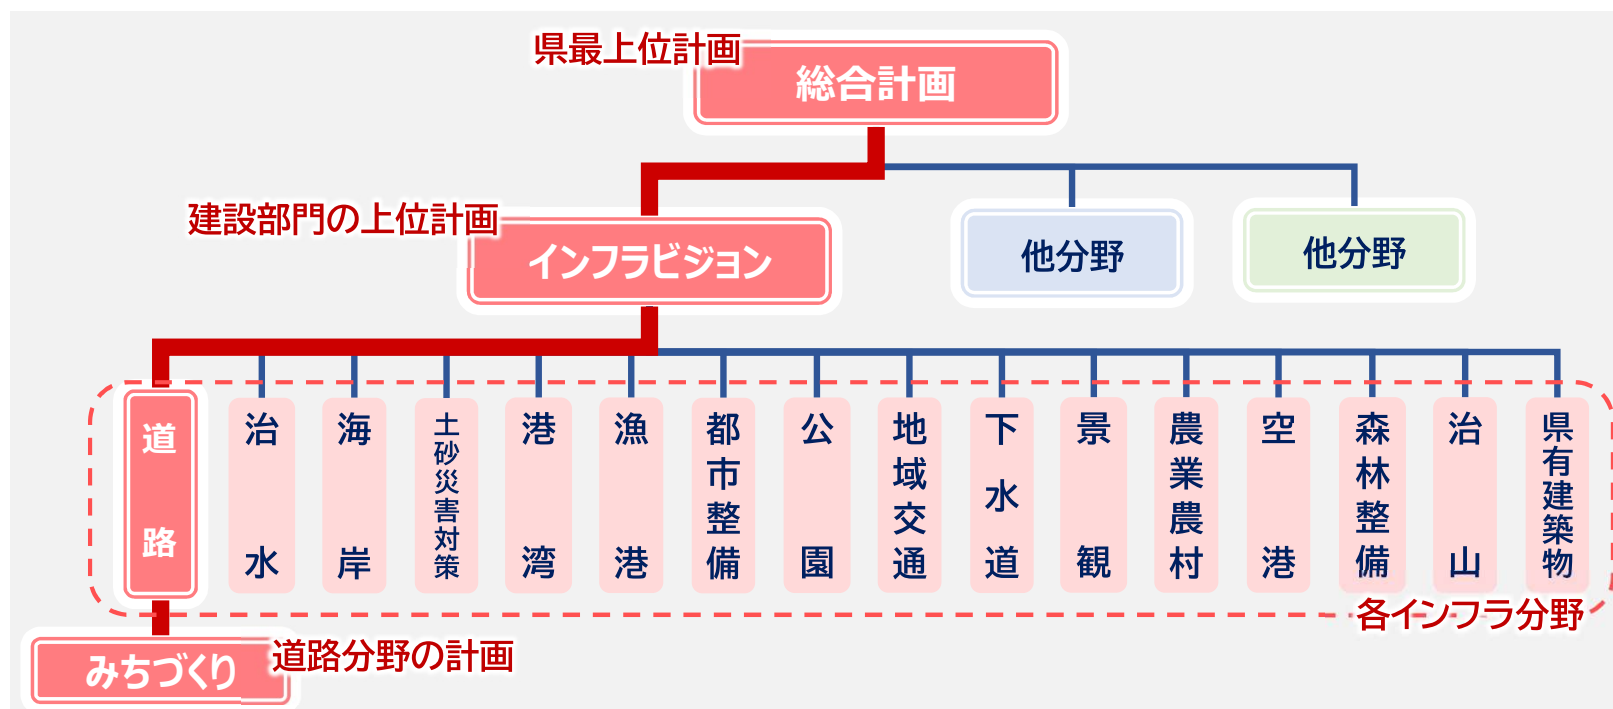 県最上位計画
総合計画
建設部門の上位計画
インフラビジョン
他分野
他分野
道路
治水
海岸
土砂災害対策
港湾
漁港
都市整備
公園
地域交通
下水道
景観
農業農村
空港
森林整備
治山
県有建築物
各インフラ分野
みちづくり
道路分野の計画